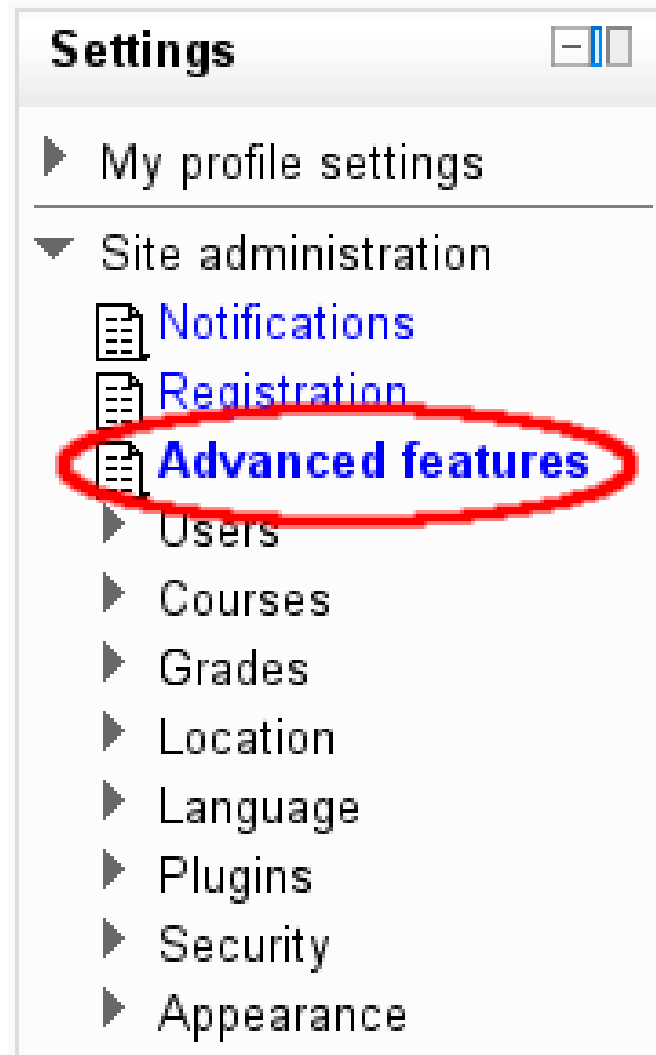 Settings
My profile settings
Site administration
Notifications
Registration
Advanced features
Users
Courses
Grades
Location
Language
Plugins
Security
Appearance